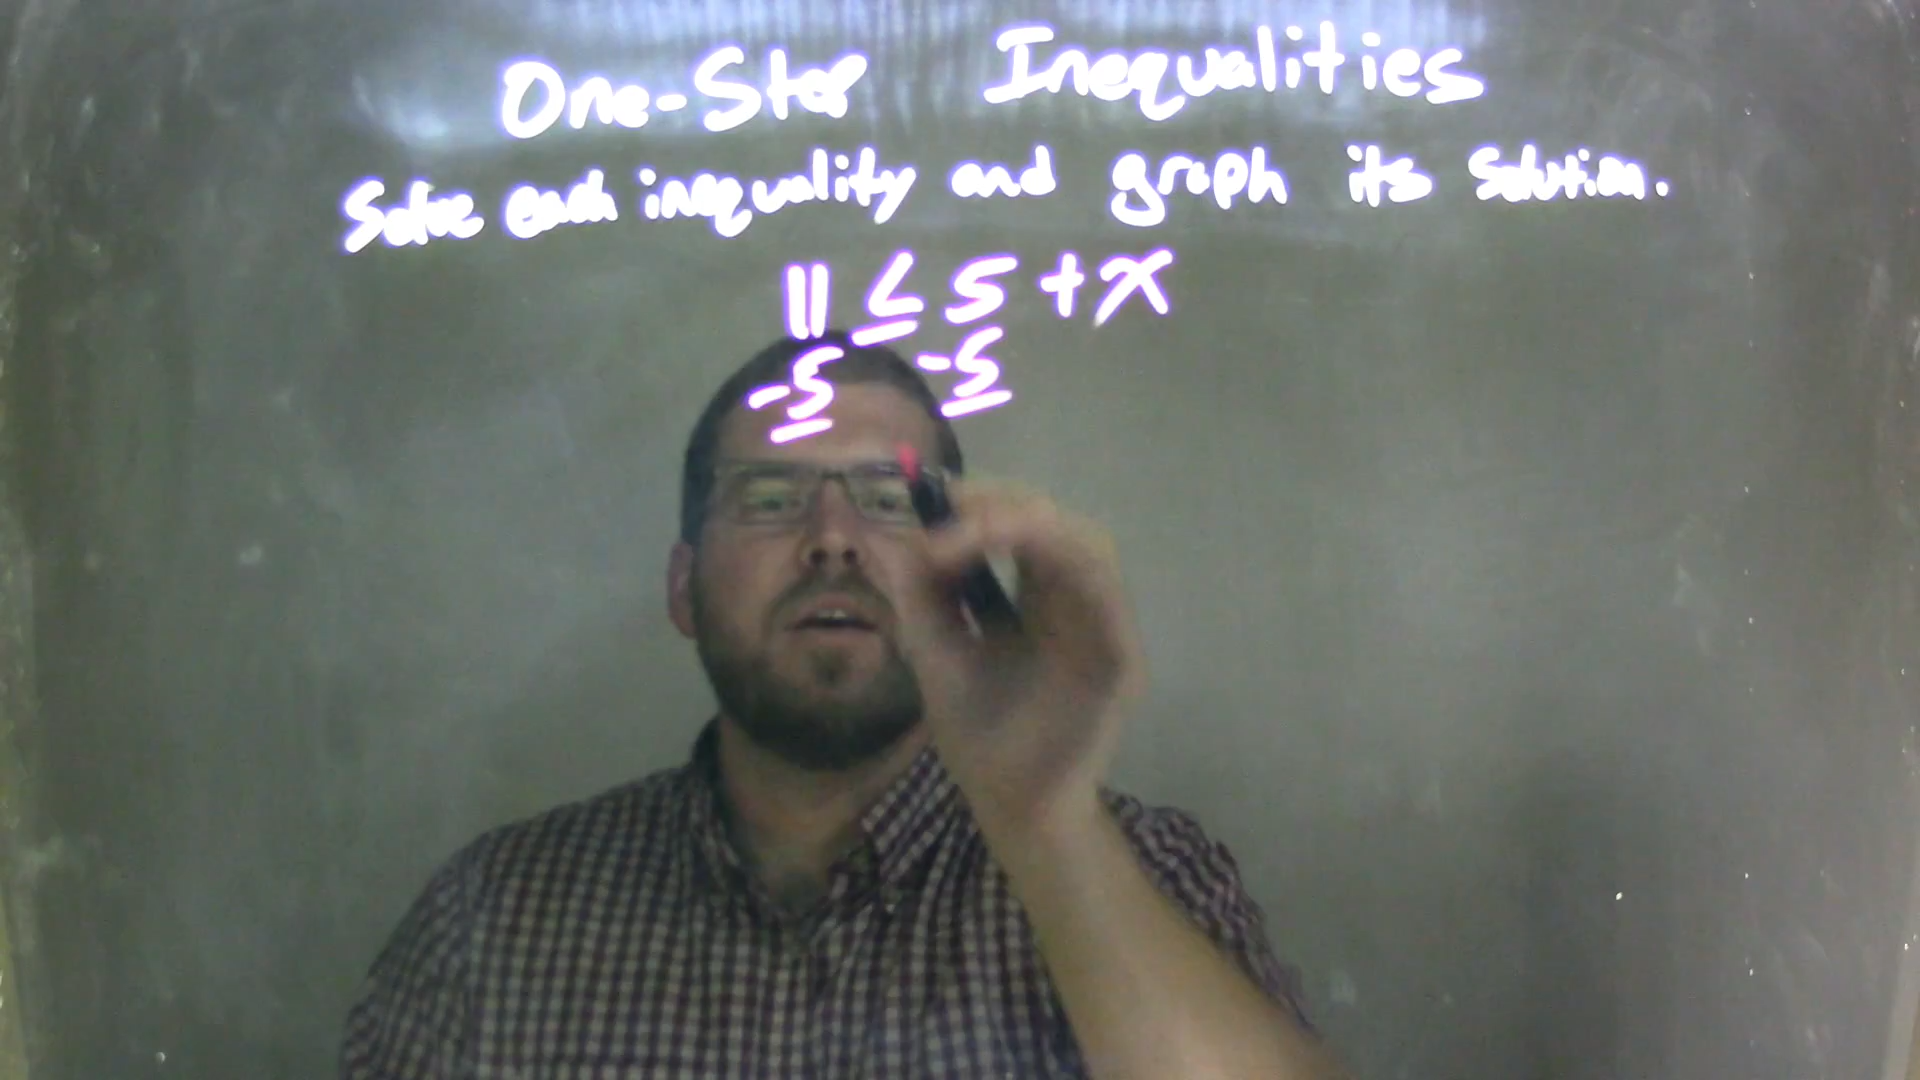 One-Step Inequalities
Solve each inequality and graph its solution.
11 ≤ 5 + x
-5 -5